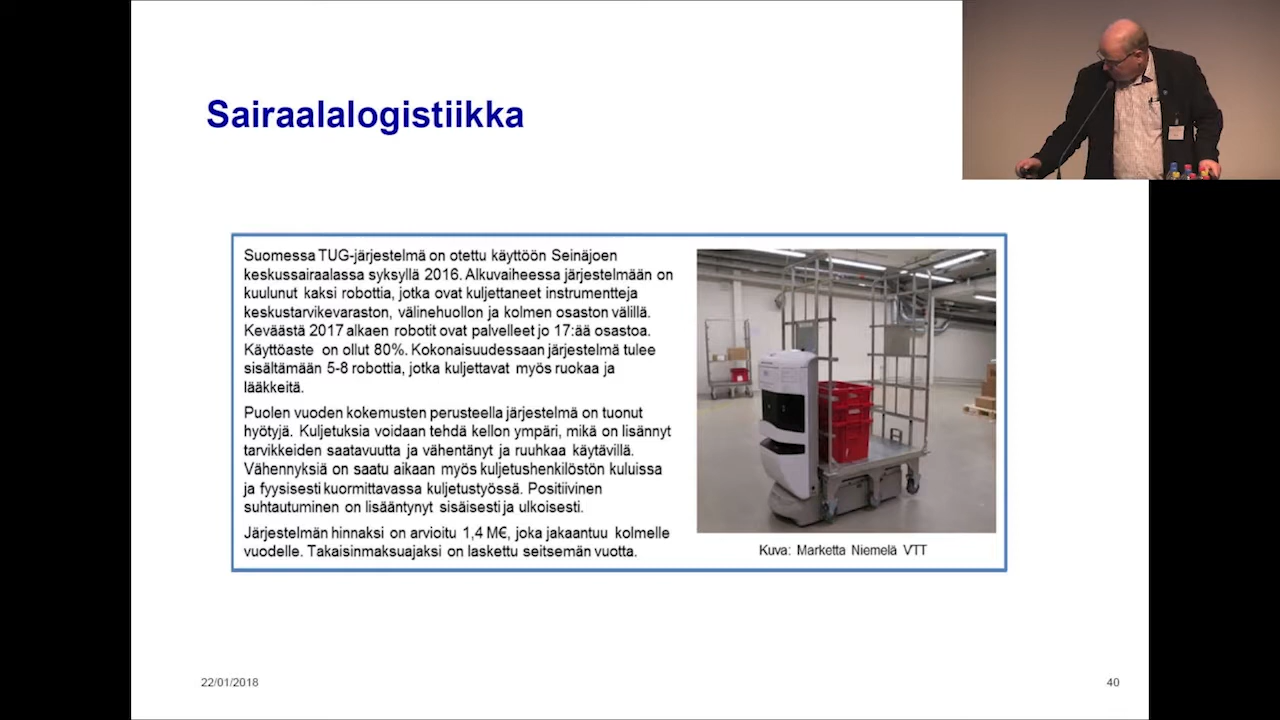 Sairaalalogistiikka
Suomessa TUG-järjestelmä on otettu käyttöön Seinäjoen
keskussairaalassa syksyllä 2016. Alkuvaiheessa järjestelmään on
kuulunut kaksi robottia, jotka ovat kuljettaneet instrumentteja
keskustarvikevaraston, välinehuollon ja kolmen osaston välillä.
Keväästä 2017 alkaen robotit ovat palvelleet jo 17:ää osastoa.
Käyttöaste on ollut 80%. Kokonaisuudessaan järjestelmä tulee
sisältämään 5-8 robottia, jotka kuljettavat myös ruokaa ja
lääkkeitä.
Puolen vuoden kokemusten perusteella järjestelmä on tuonut
hyötyjä. Kuljetuksia voidaan tehdä kellon ympäri, mikä on lisännyt
tarvikkeiden saatavuutta ja vähentänyt ja ruuhkaa käytävillä.
Vähennyksiä on saatu aikaan myös kuljetushenkilöstön kuluissa
ja fyysisesti kuormittavassa kuljetustyössä. Positiivinen
suhtautuminen on lisääntynyt sisäisesti ja ulkoisesti.
Järjestelmän hinnaksi on arvioitu 1,4 M€, joka jakaantuu kolmelle
vuodelle. Takaisinmaksuajaksi on laskettu seitsemän vuotta.
Kuva: Marketta Niemelä VTT
22/01/2018
40